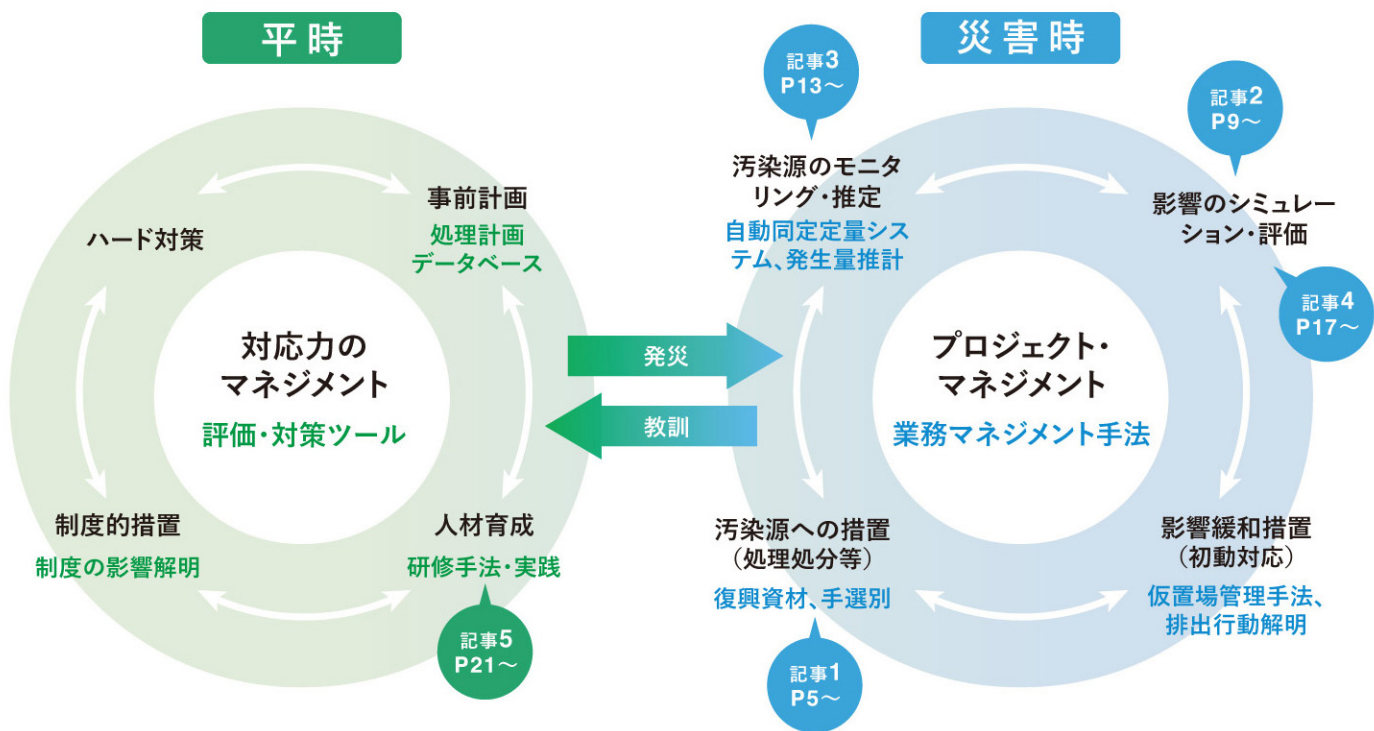 平時
ハード対策
事前計画
処理計画
データベース
対応力の
マネジメント
評価・対策ツール
制度的措置
制度の影響解明
人材育成
研修手法・実践
記事5
P21～
発災
教訓
災害時
記事3
P13～
記事2
P9～
汚染源のモニタ
リング・推定
自動同定定量シス
テム、発生量推計
影響のシミュレー
ション・評価
記事4
P17～
プロジェクト・
マネジメント
業務マネジメント手法
汚染源への措置
（処理処分等）
復興資材、手選別
影響緩和措置
（初動対応）
仮置場管理手法、
排出行動解明
記事1
P5～